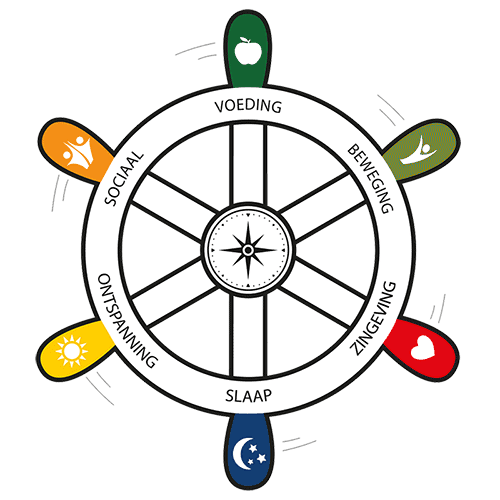 VOEDING
BEWEGING
ZINGEVING
SLAAP
ONTSPANNING
SOCIAAL